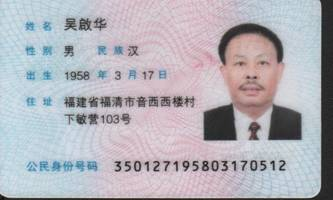 姓名 吴啟华
性别 男 民族 汉
出生 1958 年 3 月 17 日
住址 福建省福清市音西西楼村
下敏营103号
公民身份号码 350127195803170512